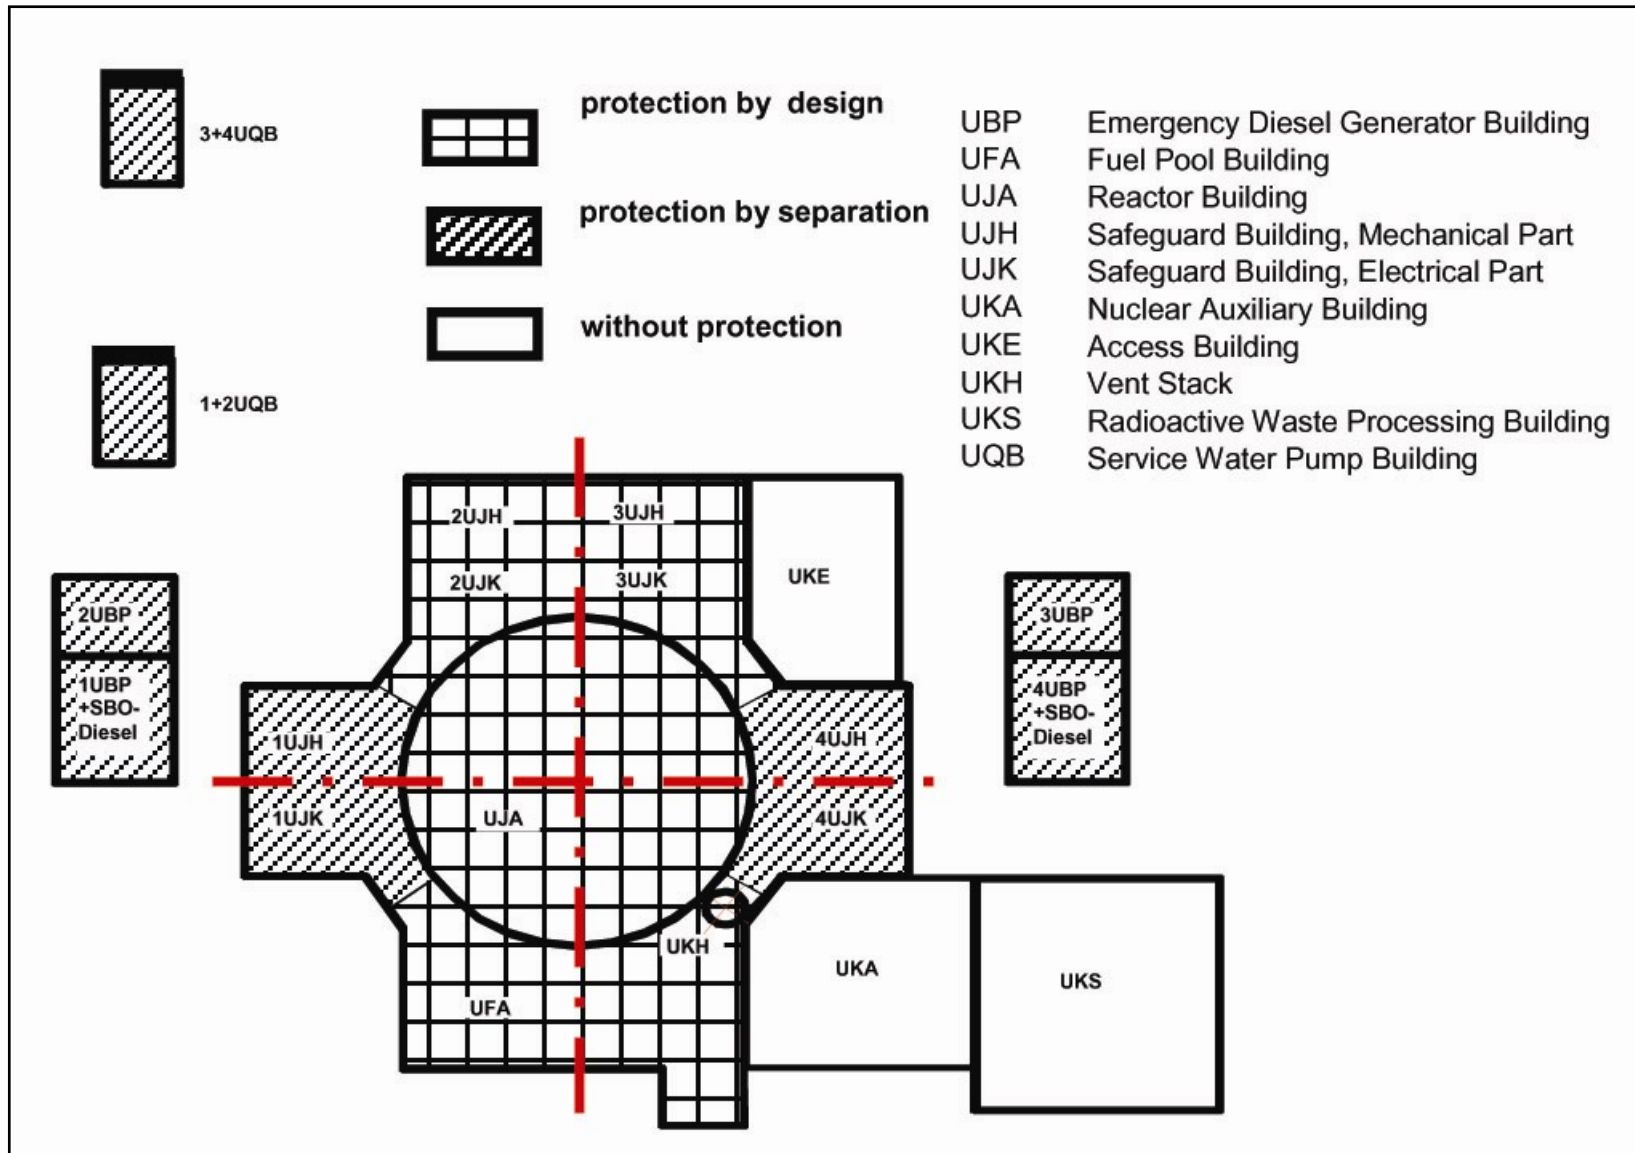 protection by design
protection by separation
without protection
UBP Emergency Diesel Generator Building
UFA Fuel Pool Building
UJA Reactor Building
UJH Safeguard Building, Mechanical Part
UJK Safeguard Building, Electrical Part
UKA Nuclear Auxiliary Building
UKE Access Building
UKH Vent Stack
UKS Radioactive Waste Processing Building
UQB Service Water Pump Building
3+4UQB
1+2UQB
2UJH
3UJH
2UJK
3UJK
UKE
2UBP
1UBP
+SBO-
Diesel
3UBP
4UBP
+SBO-
Diesel
1UJH
4UJH
1UJK
UJA
4UJK
UKH
UKA
UKS
UFA